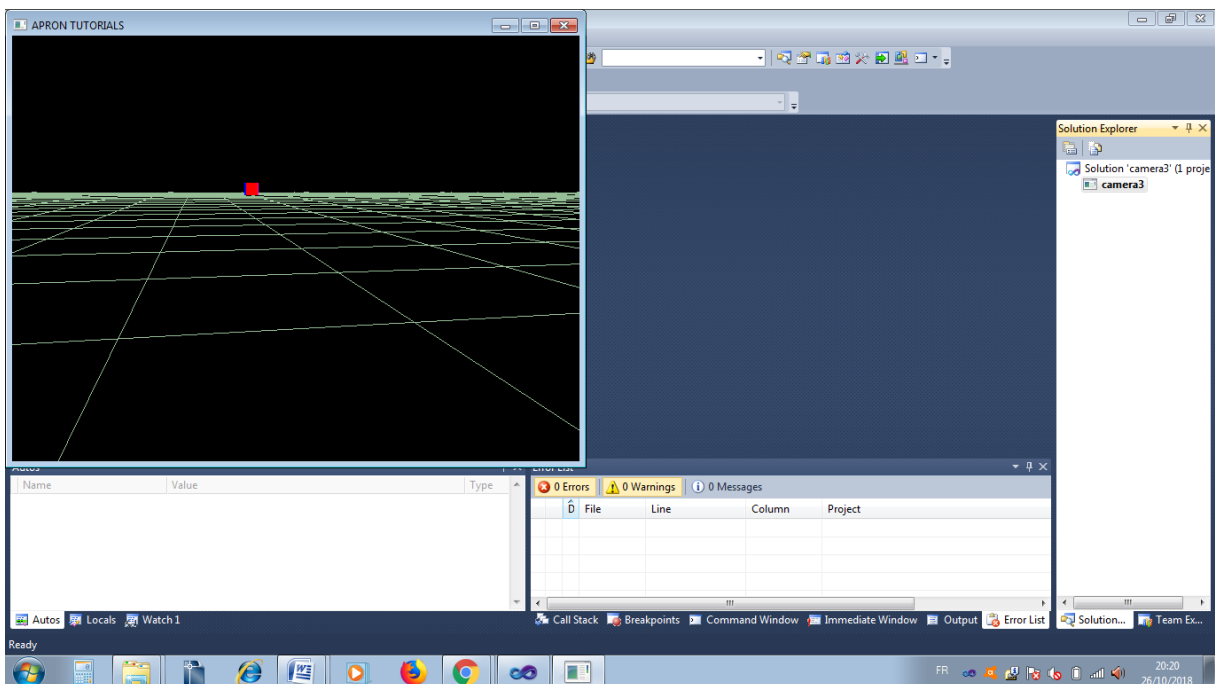 APRON TUTORIALS
Solution Explorer
Solution 'camera3' (1 proje
camera3
Name Value Type
0 Errors 0 Warnings 0 Messages
D File Line Column Project
Autos Locals Watch 1
Call Stack Breakpoints Command Window Immediate Window Output Error List
Solution... Team Ex...
Ready
FR
20:20
26/10/2018